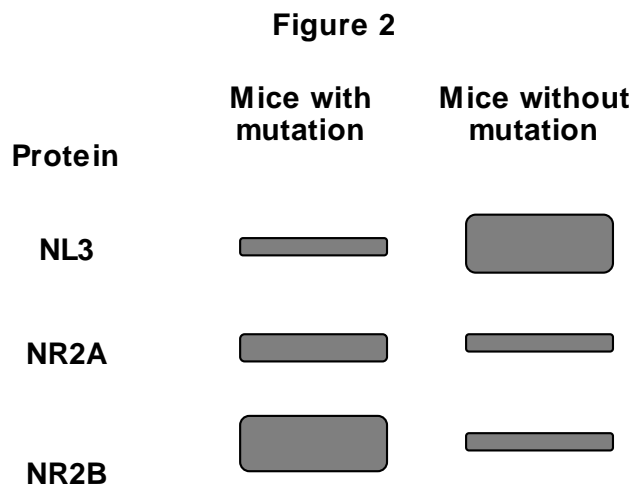 Figure 2
Mice with
mutation
Mice without
mutation
Protein
NL3
NR2A
NR2B